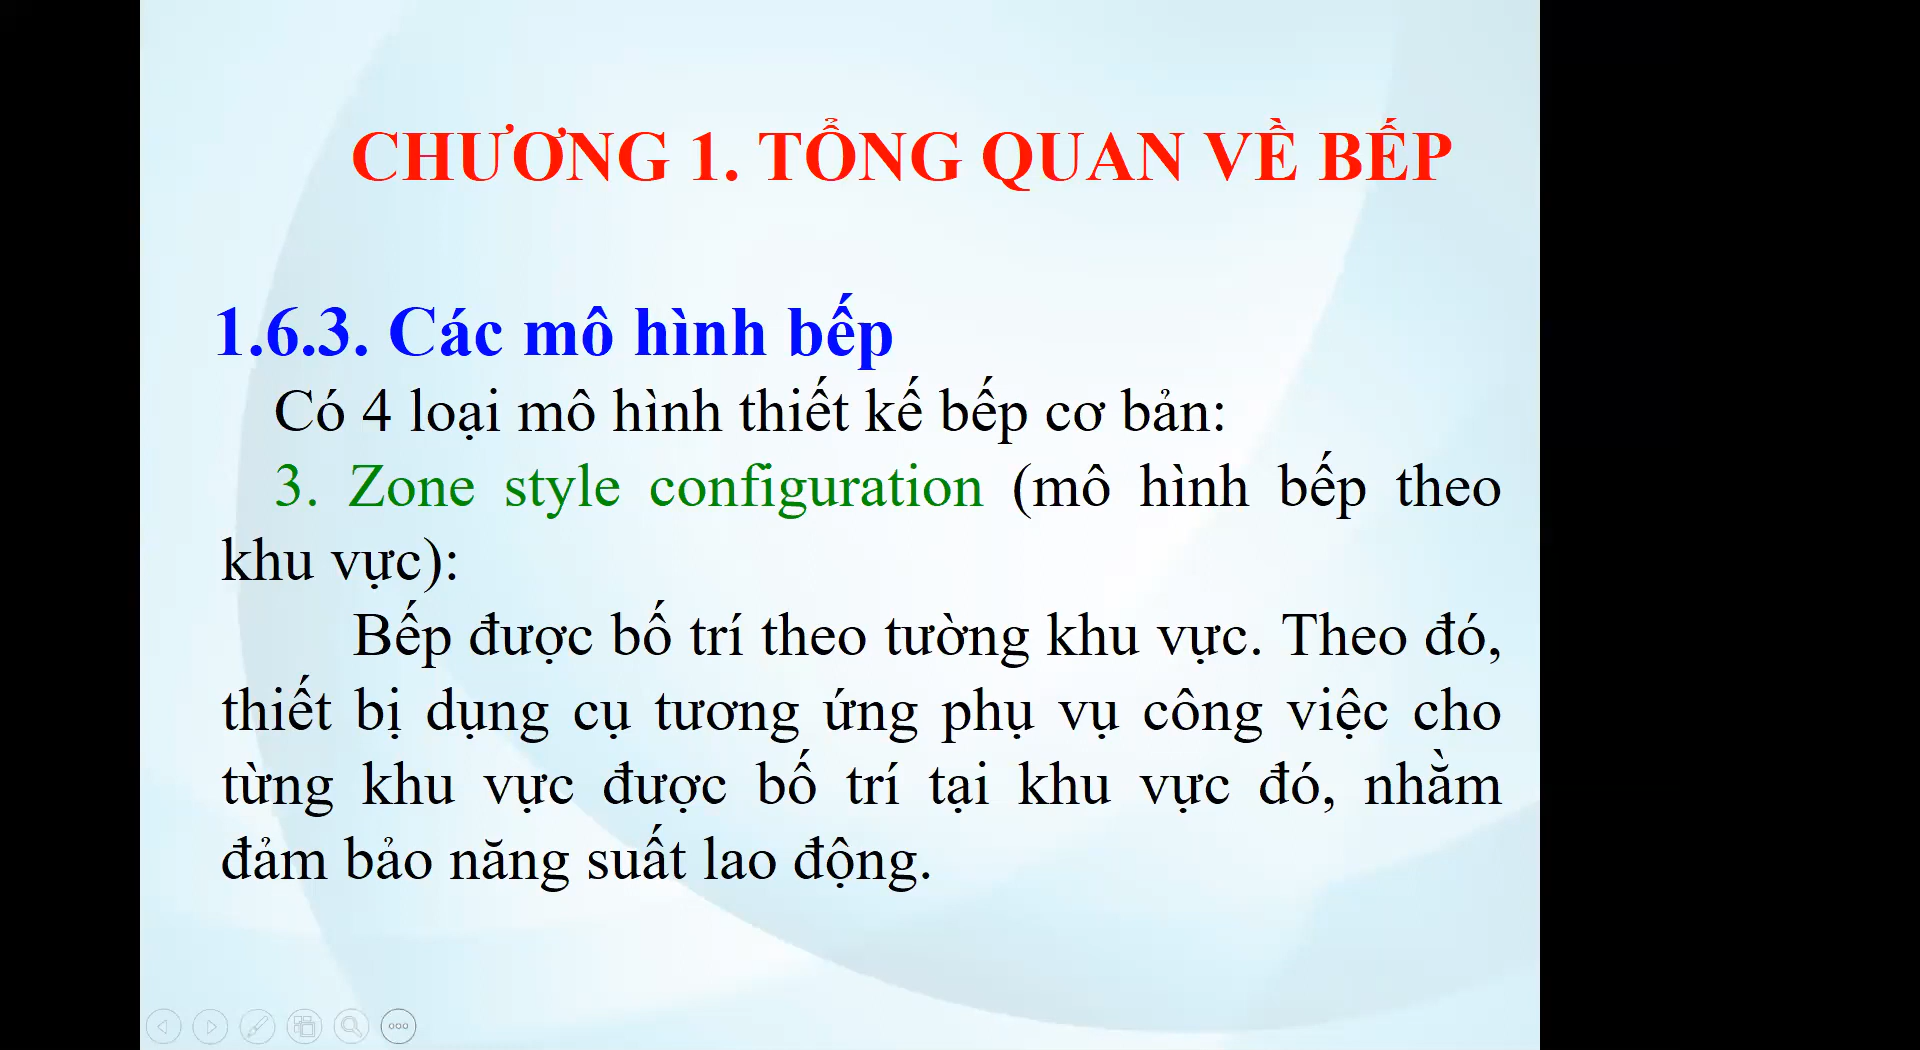 CHƯƠNG 1. TỔNG QUAN VỀ BẾP
1.6.3. Các mô hình bếp
Có 4 loại mô hình thiết kế bếp cơ bản:
3. Zone style configuration (mô hình bếp theo
khu vực):
Bếp được bố trí theo tường khu vực. Theo đó,
thiết bị dụng cụ tương ứng phụ vụ công việc cho
từng khu vực được bố trí tại khu vực đó, nhằm
đảm bảo năng suất lao động.